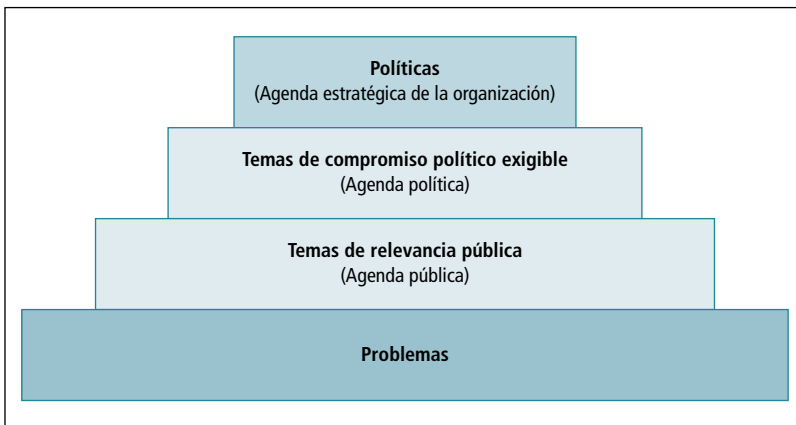 Políticas
(Agenda estratégica de la organización)
Temas de compromiso político exigible
(Agenda política)
Temas de relevancia pública
(Agenda pública)
Problemas